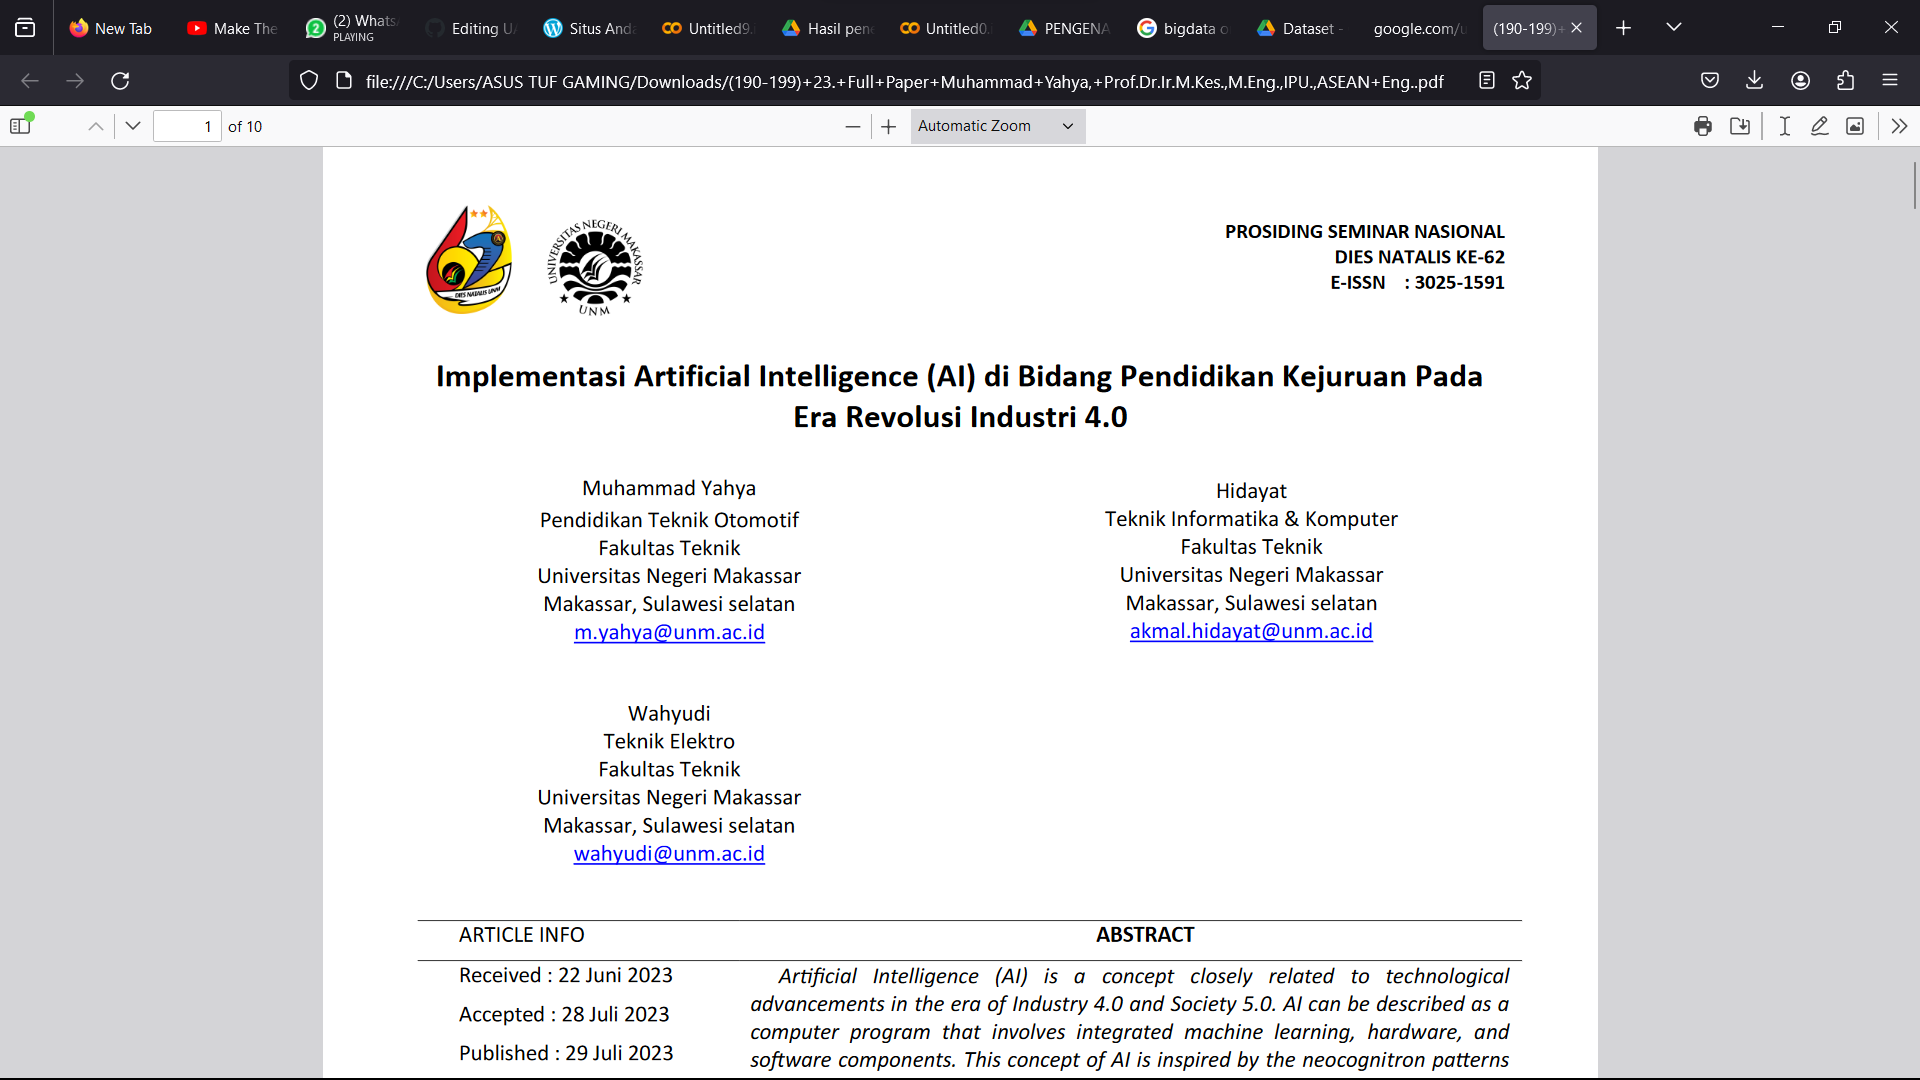 New Tab
Make The
(2) Whats
PLAYING
Editing U
Situs Anda
Untitled9.
Hasil pene
Untitled0.
PENGENA
bigdata o
Dataset -
google.com/u
(190-199)+
file:///C:/Users/ASUS TUF GAMING/Downloads/(190-199)+23.+Full+Paper+Muhammad+Yahya,+Prof.Dr.Ir.M.Kes.,M.Eng.,IPU.,ASEAN+Eng..pdf
1 of 10
Automatic Zoom
DIES NATALIS UNM
UNIVERSITAS NEGERI MAKASSAR
UNM
PROSIDING SEMINAR NASIONAL
DIES NATALIS KE-62
E-ISSN : 3025-1591
Implementasi Artificial Intelligence (AI) di Bidang Pendidikan Kejuruan Pada
Era Revolusi Industri 4.0
Muhammad Yahya
Pendidikan Teknik Otomotif
Fakultas Teknik
Universitas Negeri Makassar
Makassar, Sulawesi selatan
m.yahya@unm.ac.id
Hidayat
Teknik Informatika & Komputer
Fakultas Teknik
Universitas Negeri Makassar
Makassar, Sulawesi selatan
akmal.hidayat@unm.ac.id
Wahyudi
Teknik Elektro
Fakultas Teknik
Universitas Negeri Makassar
Makassar, Sulawesi selatan
wahyudi@unm.ac.id
ARTICLE INFO
Received : 22 Juni 2023
Accepted : 28 Juli 2023
Published : 29 Juli 2023
ABSTRACT
Artificial Intelligence (AI) is a concept closely related to technological
advancements in the era of Industry 4.0 and Society 5.0. AI can be described as a
computer program that involves integrated machine learning, hardware, and
software components. This concept of AI is inspired by the neocognitron patterns